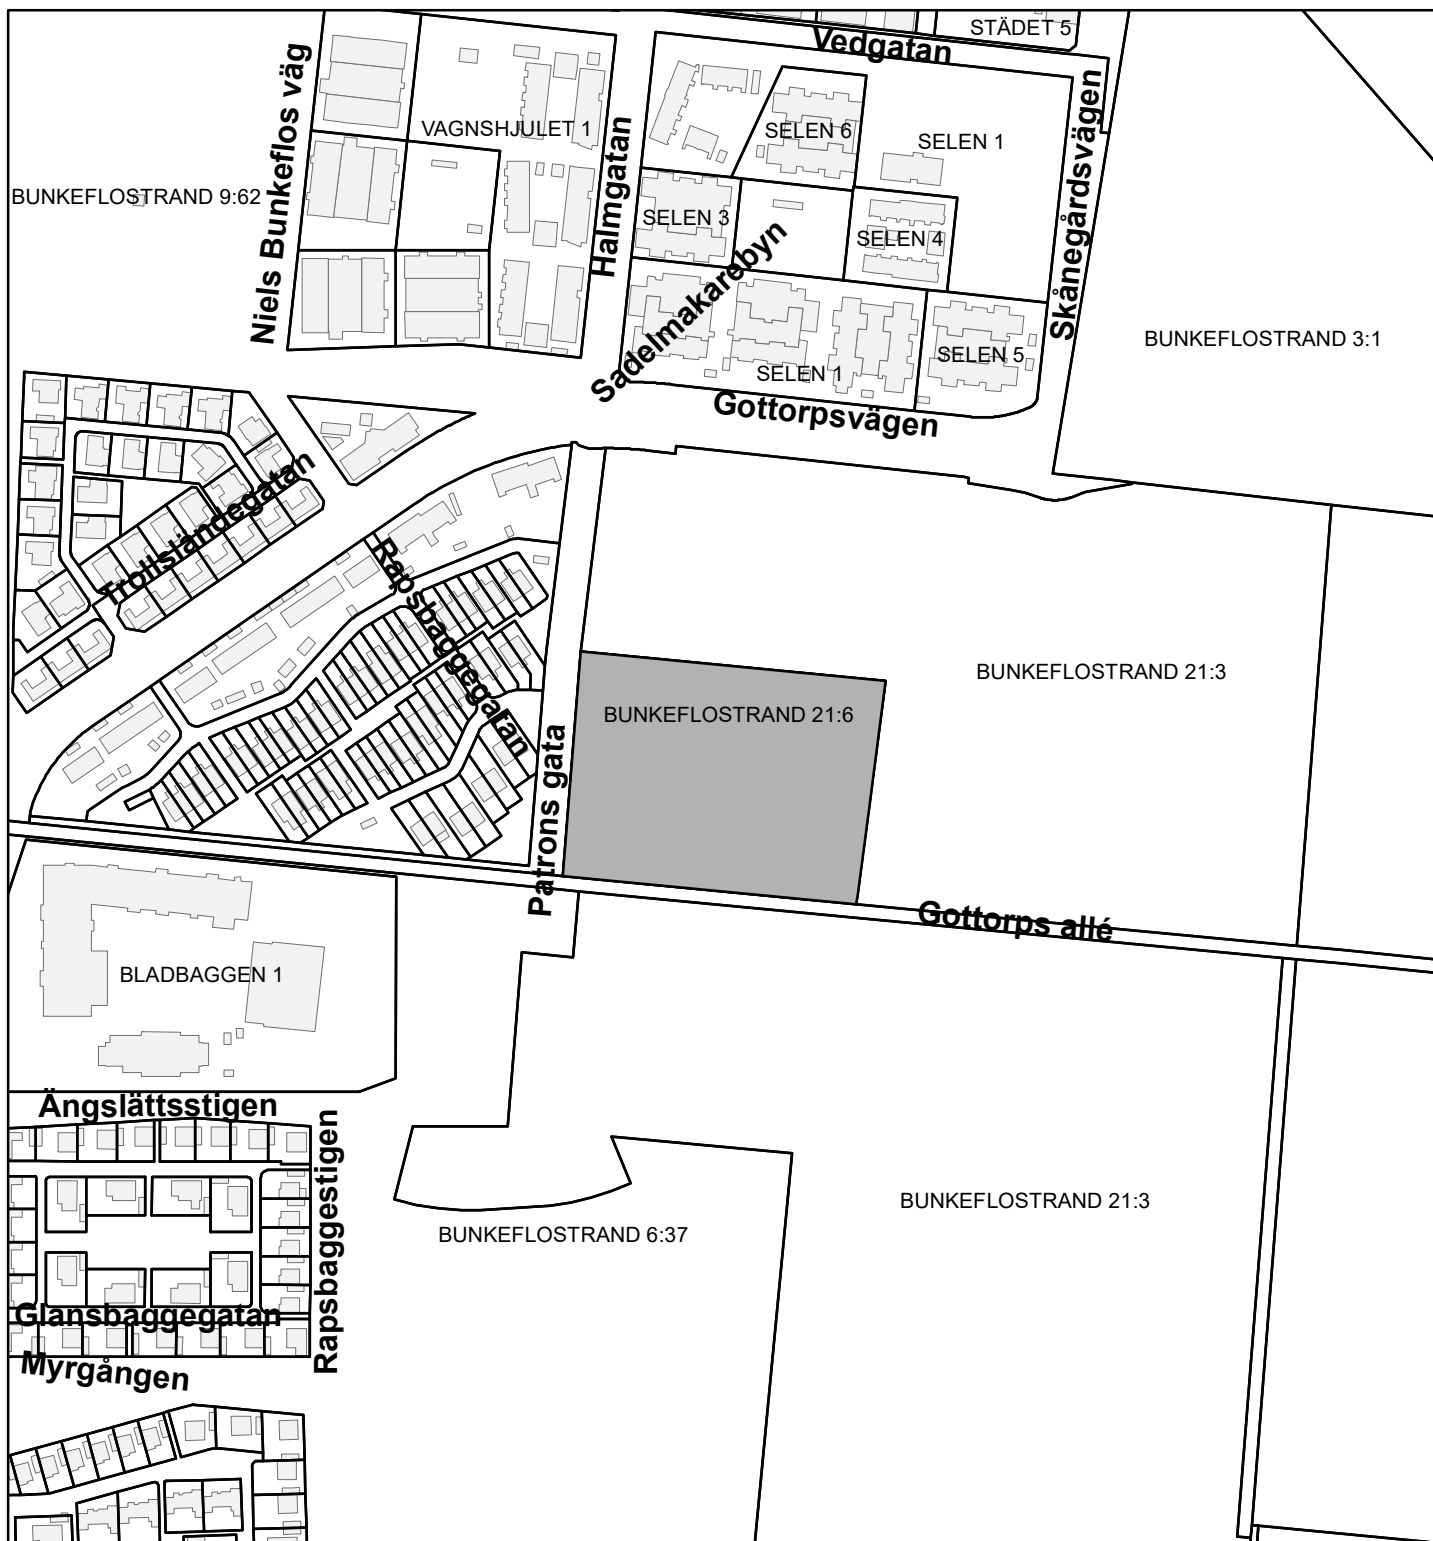 STÄDET 5
Vedgatan
Niels Bunkeflos väg
VAGNSHJULET 1
Halmgatan
SELEN 6
SELEN 1
Skånegårdsvägen
BUNKEFLOSTRAND 9:62
SELEN 3
SELEN 4
Sadelmakarebyn
BUNKEFLOSTRAND 3:1
SELEN 5
SELEN 1
Gottorpsvägen
Trollsländegatan
Rapsbaggegatan
BUNKEFLOSTRAND 21:3
BUNKEFLOSTRAND 21:6
Patrons gata
Gottorps allé
BLADBAGGEN 1
Ängslättsstigen
Rapsbaggestigen
BUNKEFLOSTRAND 21:3
BUNKEFLOSTRAND 6:37
Glansbaggegatan
Myrgången